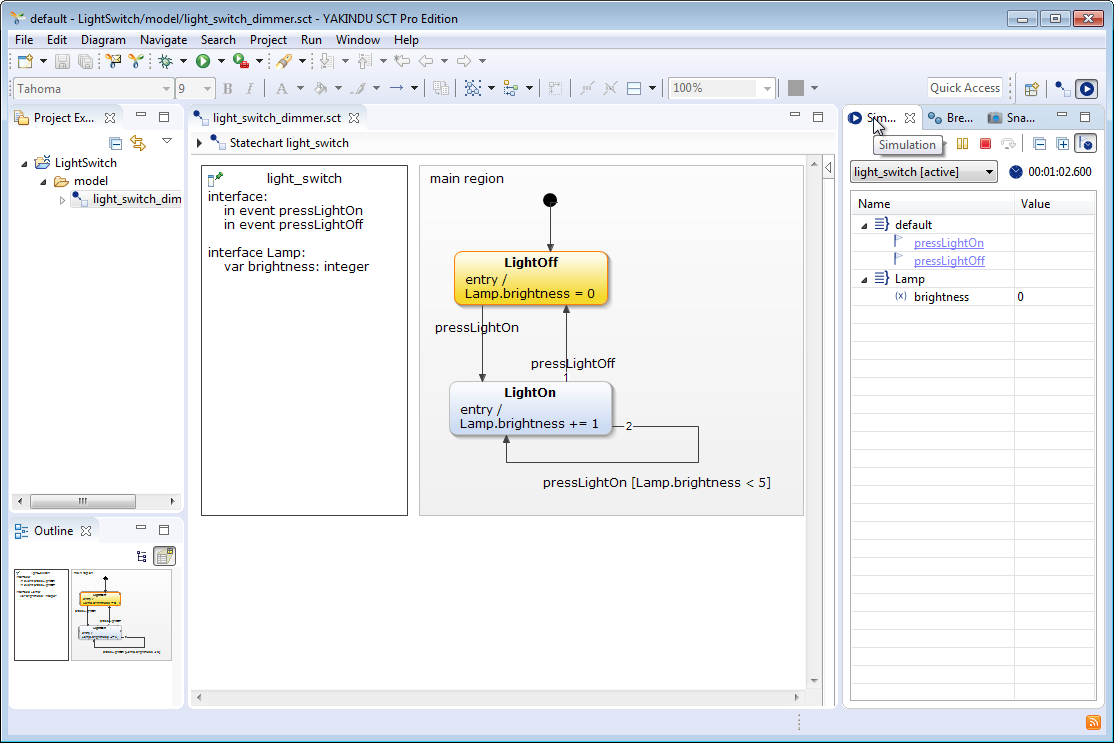 default - LightSwitch/model/light_switch_dimmer.sct - YAKINDU SCT Pro Edition
File Edit Diagram Navigate Search Project Run Window Help
Tahoma 9 B I A 100% Quick Access
Project Ex...
LightSwitch
model
light_switch_dim
Outline
light_switch_dimmer.sct
Statechart light_switch
light_switch
interface:
in event pressLightOn
in event pressLightOff
interface Lamp:
var brightness: integer
main region
LightOff
entry /
Lamp.brightness = 0
pressLightOn
pressLightOff
1
LightOn
entry /
Lamp.brightness += 1
2
pressLightOn [Lamp.brightness < 5]
Sim... Bre... Sna...
Simulation
light_switch [active] 00:01:02.600
Name Value
default
pressLightOn
pressLightOff
Lamp
(x) brightness 0